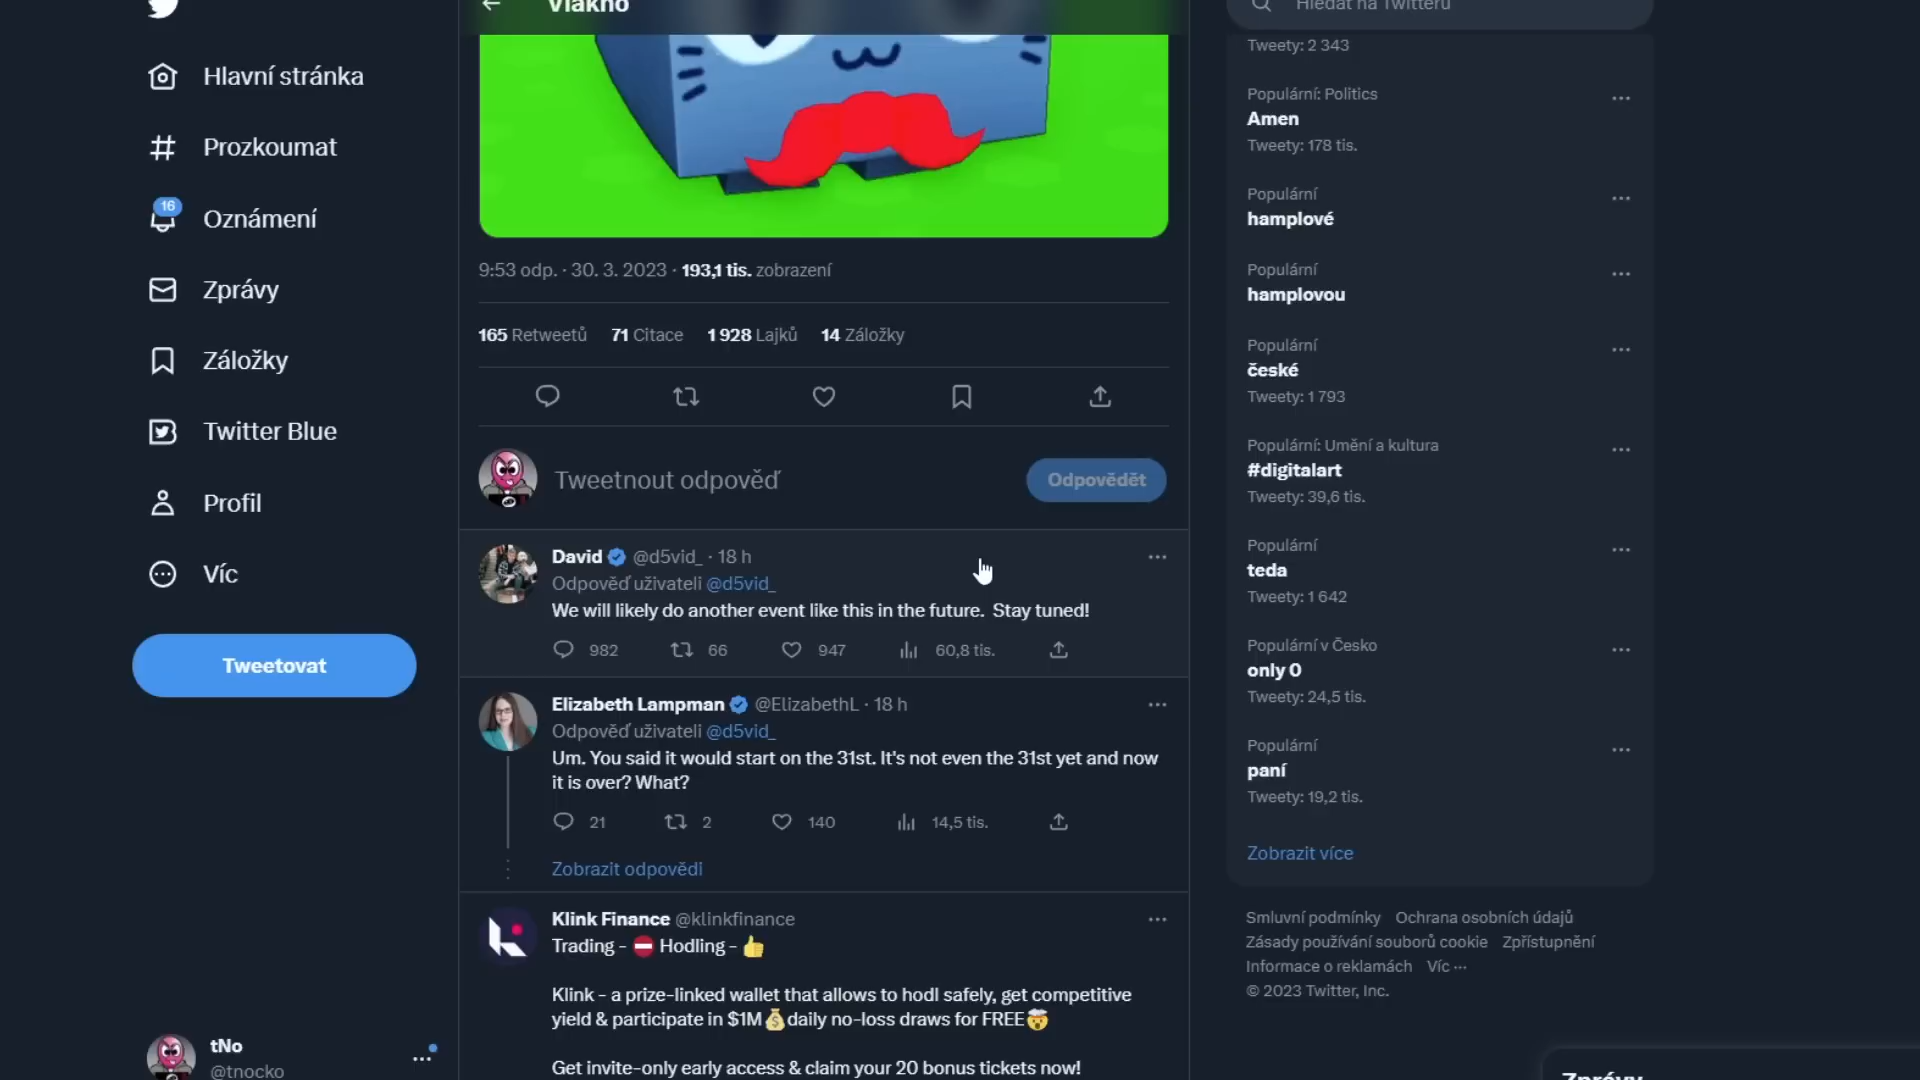 Vlákno
Hledat na Twitteru
Hlavní stránka
Prozkoumat
16
Oznámení
Zprávy
Záložky
Twitter Blue
Profil
Víc
Tweetovat
tNo
@tnocko
9:53 odp. · 30. 3. 2023 · 193,1 tis. zobrazení
165 Retweetů 71 Citace 1 928 Lajků 14 Záložky
Tweetnout odpověď
Odpovědět
David @d5vid_ · 18 h
Odpověď uživateli @d5vid_
We will likely do another event like this in the future. Stay tuned!
982 66 947 60,8 tis.
Elizabeth Lampman @ElizabethL · 18 h
Odpověď uživateli @d5vid_
Um. You said it would start on the 31st. It's not even the 31st yet and now
it is over? What?
21 2 140 14,5 tis.
Zobrazit odpovědi
Klink Finance @klinkfinance
Trading - ⛔ Hodling - 👍
Klink - a prize-linked wallet that allows to hodl safely, get competitive
yield & participate in $1M💰daily no-loss draws for FREE🤯
Get invite-only early access & claim your 20 bonus tickets now!
Tweety: 2 343
Populární: Politics
Amen
Tweety: 178 tis.
Populární
hamplové
Populární
hamplovou
Populární
české
Tweety: 1 793
Populární: Umění a kultura
#digitalart
Tweety: 39,6 tis.
Populární
teda
Tweety: 1 642
Populární v Česko
only 0
Tweety: 24,5 tis.
Populární
paní
Tweety: 19,2 tis.
Zobrazit více
Smluvní podmínky Ochrana osobních údajů
Zásady používání souborů cookie Zpřístupnění
Informace o reklamách Víc ···
© 2023 Twitter, Inc.
Zprávy